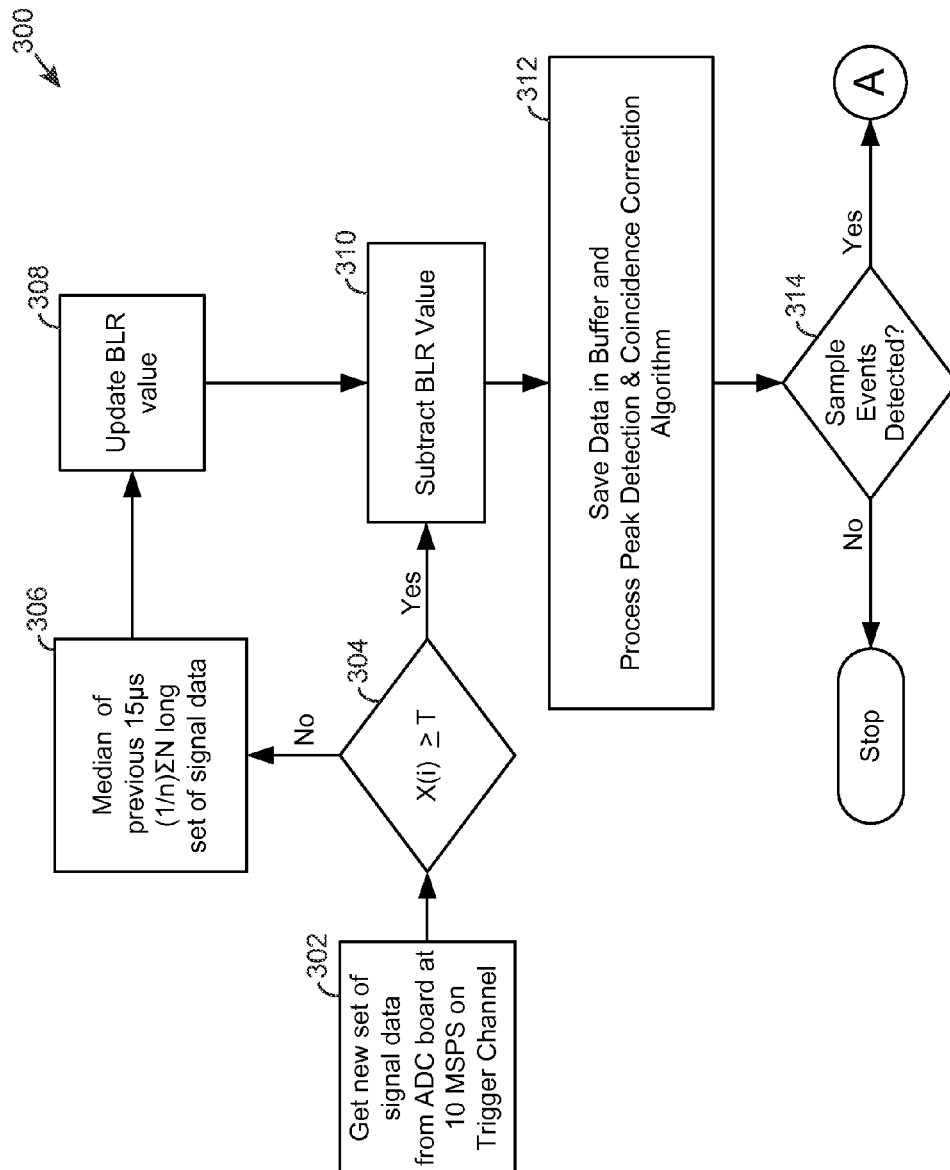 300
302
Get new set of
signal data
from ADC board at
10 MSPS on
Trigger Channel
304
X(i) ≥ T
No
Yes
306
Median of
previous 15µs
(1/n)ΣN long
set of signal data
308
Update BLR
value
310
Subtract BLR Value
312
Save Data in Buffer and
Process Peak Detection & Coincidence Correction
Algorithm
314
Sample
Events
Detected?
No
Yes
Stop
A